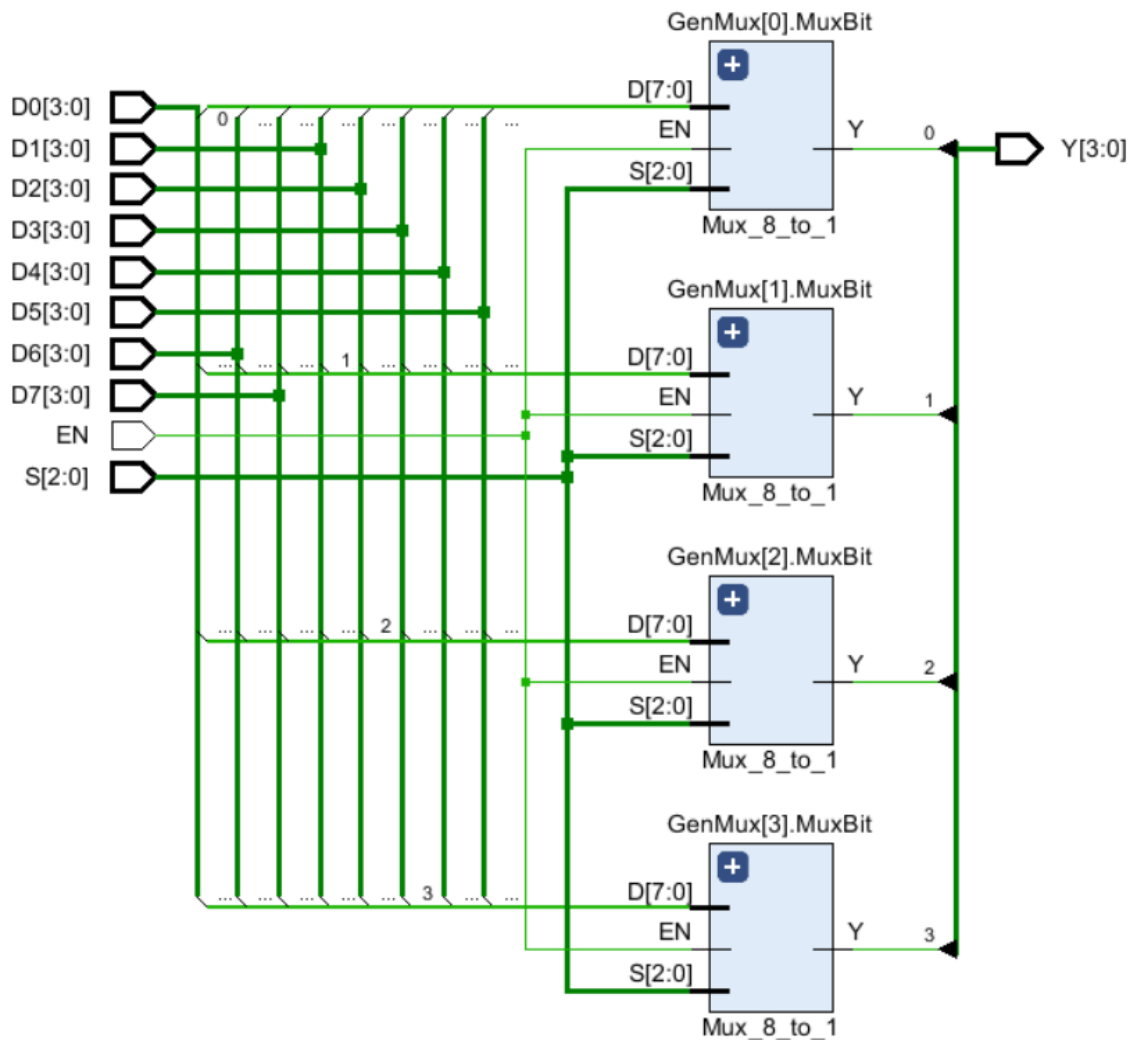 D0[3:0]
D1[3:0]
D2[3:0]
D3[3:0]
D4[3:0]
D5[3:0]
D6[3:0]
D7[3:0]
EN
S[2:0]
0 ... ... ... ... ... ... ...
... ... ... 1 ... ... ... ...
... ... ... ... 2 ... ... ...
... ... ... ... ... 3 ... ...
GenMux[0].MuxBit
D[7:0]
EN
S[2:0]
Y
0
Mux_8_to_1
GenMux[1].MuxBit
D[7:0]
EN
S[2:0]
Y
1
Mux_8_to_1
GenMux[2].MuxBit
D[7:0]
EN
S[2:0]
Y
2
Mux_8_to_1
GenMux[3].MuxBit
D[7:0]
EN
S[2:0]
Y
3
Mux_8_to_1
Y[3:0]